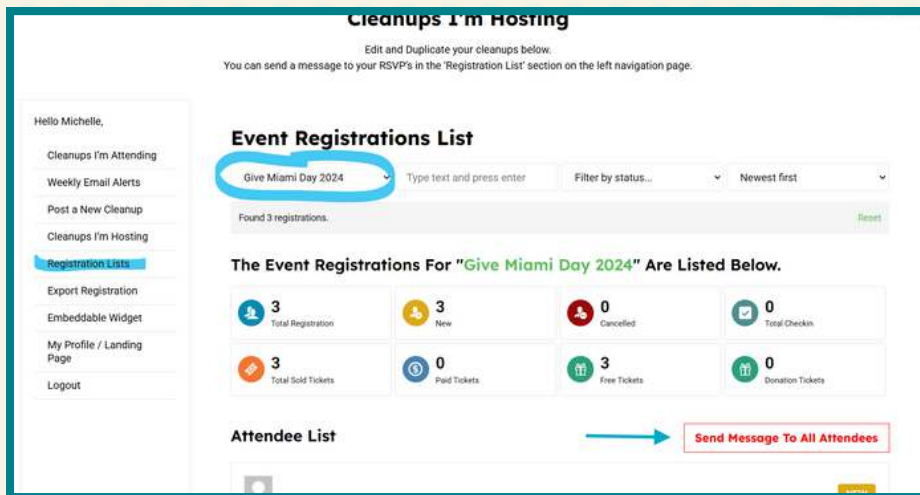 Cleanups I'm Hosting
Edit and Duplicate your cleanups below.
You can send a message to your RSVP's in the 'Registration List' section on the left navigation page.
Hello Michelle,
Cleanups I'm Attending
Weekly Email Alerts
Post a New Cleanup
Cleanups I'm Hosting
Registration Lists
Export Registration
Embeddable Widget
My Profile / Landing
Page
Logout
Event Registrations List
Give Miami Day 2024
Type text and press enter
Filter by status...
Newest first
Found 3 registrations.
Reset
The Event Registrations For "Give Miami Day 2024" Are Listed Below.
3
Total Registration
3
New
0
Cancelled
0
Total Checkin
3
Total Sold Tickets
0
Paid Tickets
3
Free Tickets
0
Donation Tickets
Attendee List
Send Message To All Attendees
NEW